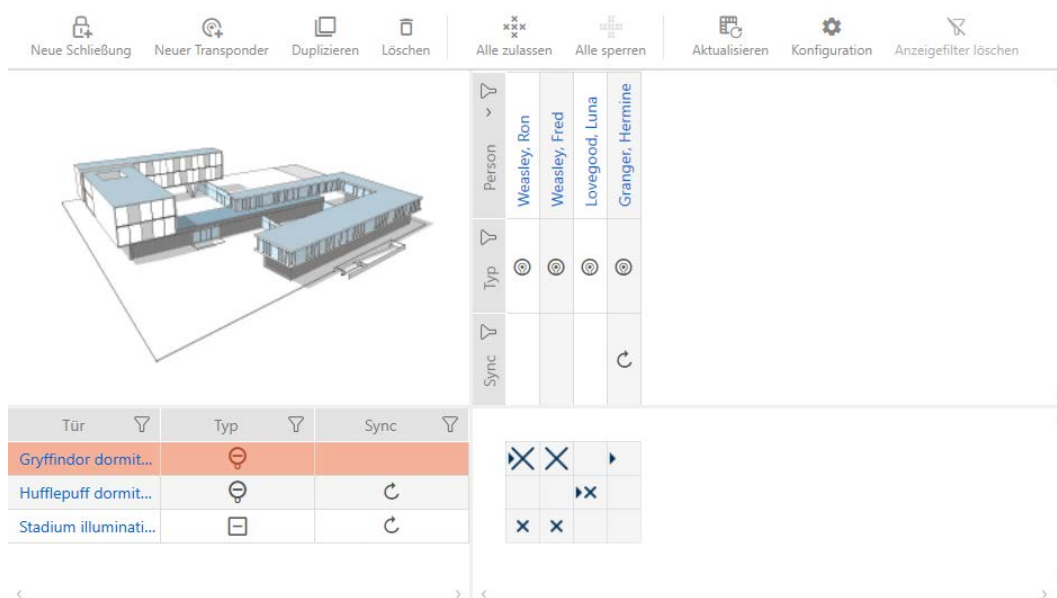 Neue Schließung Neuer Transponder Duplizieren Löschen Alle zulassen Alle sperren Aktualisieren Konfiguration Anzeigefilter löschen
Person Weasley, Ron Weasley, Fred Lovegood, Luna Granger, Hermine
Typ
Sync
Tür Typ Sync
Gryffindor dormit...
Hufflepuff dormit...
Stadium illuminati...